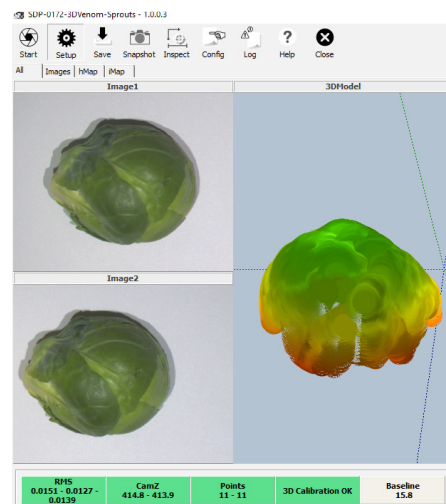 SDP-0172-3DVenom-Sprouts - 1.0.0.3
Start Setup Save Snapshot Inspect Config Log Help Close
All Images hMap iMap
Image1 3DModel
Image2
RMS
0.0151 - 0.0127 -
0.0139
CamZ
414.8 - 413.9
Points
11 - 11
3D Calibration OK
Baseline
15.8